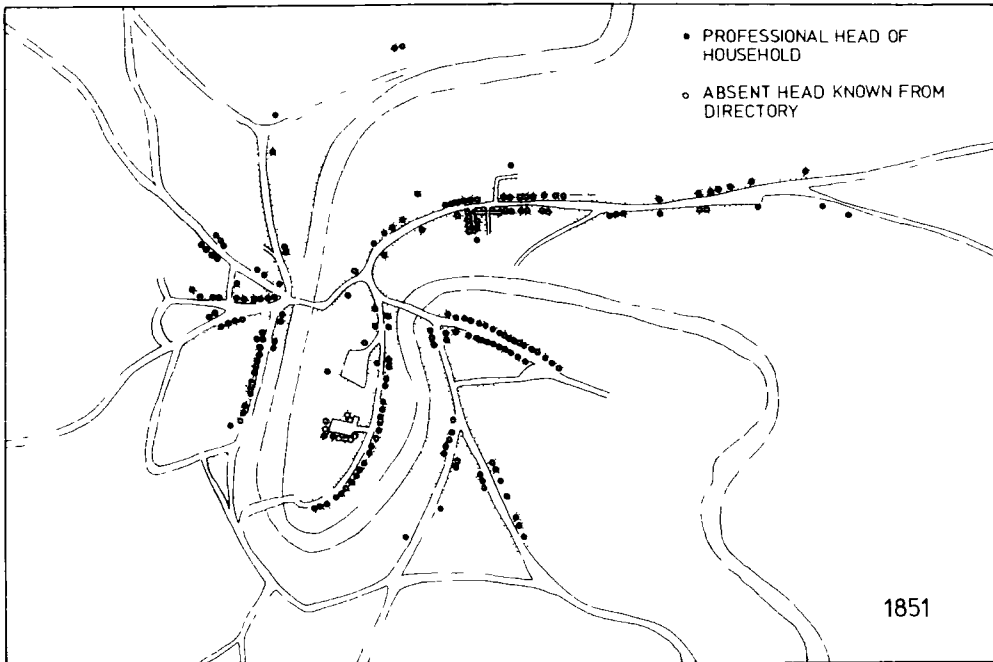 PROFESSIONAL HEAD OF
HOUSEHOLD
ABSENT HEAD KNOWN FROM
DIRECTORY
1851